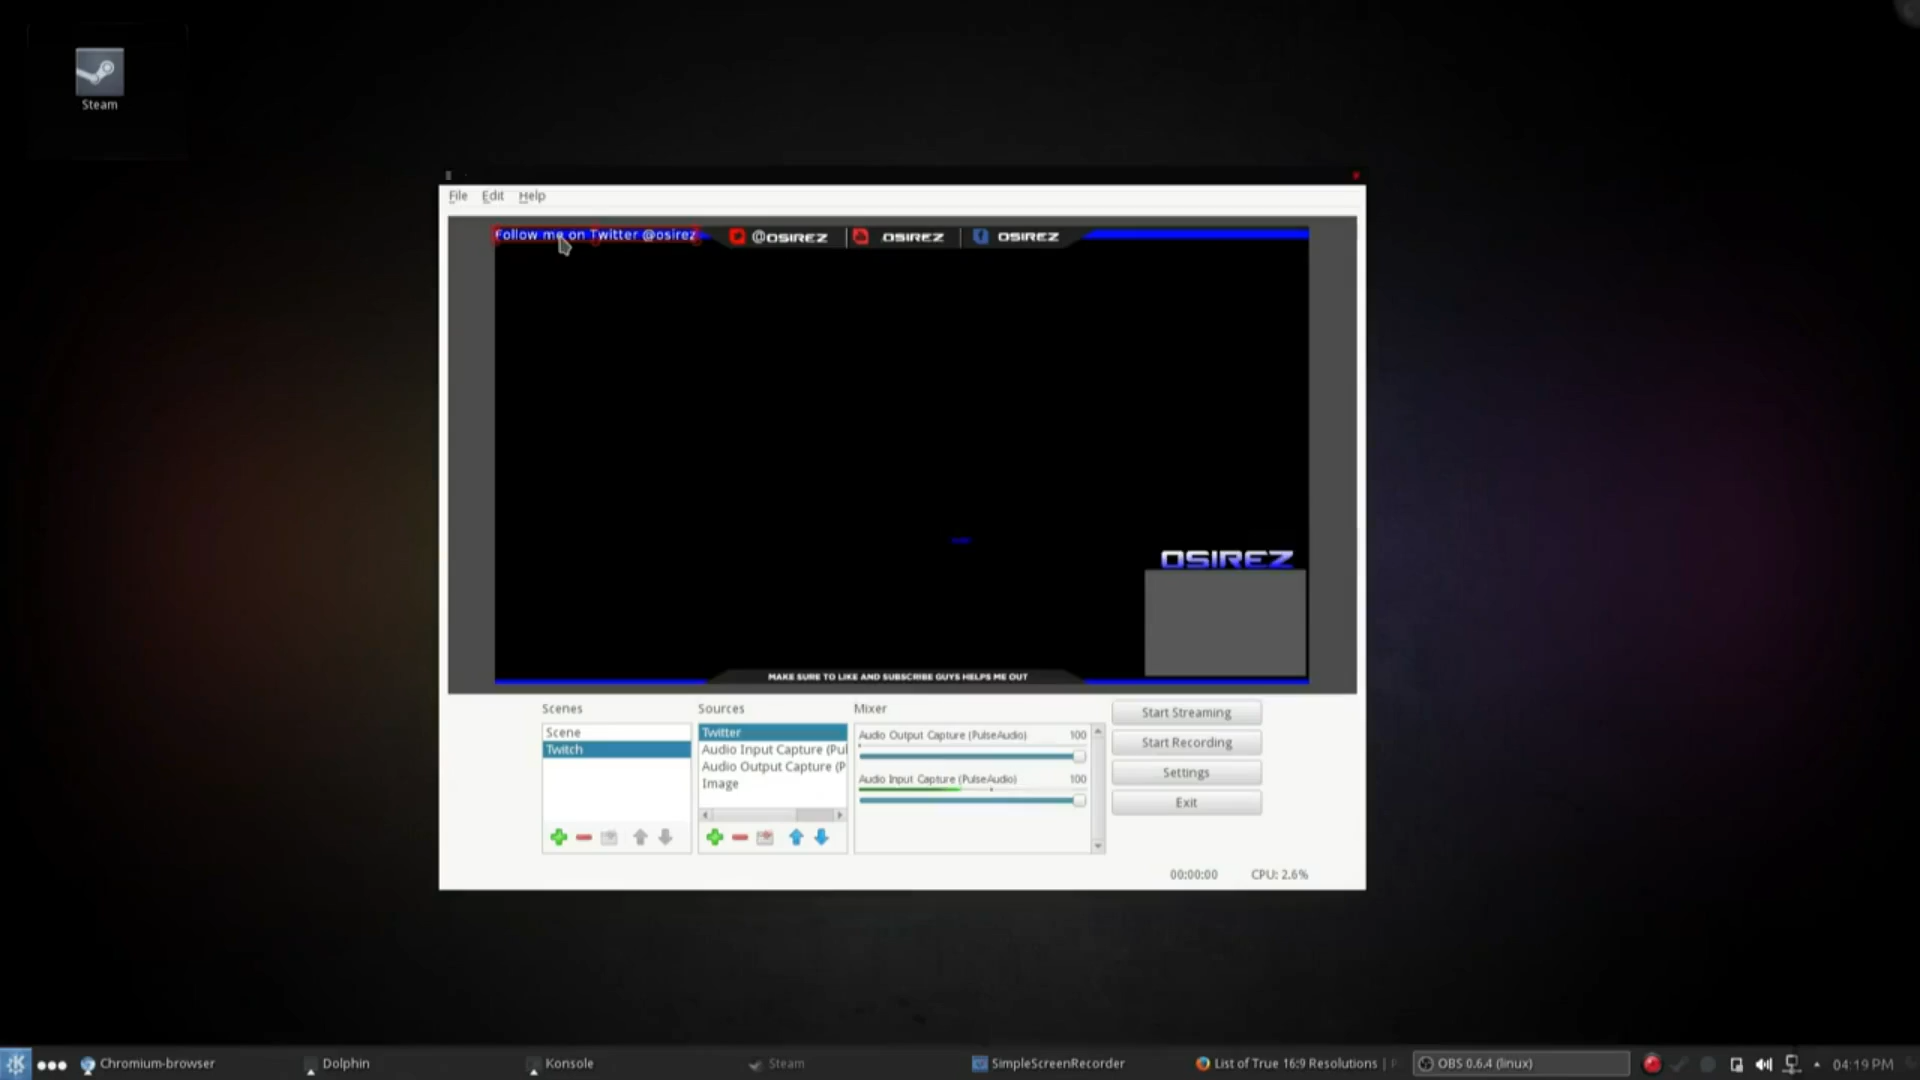 Steam
File Edit Help
Follow me on Twitter @osirez
@OSIREZ OSIREZ OSIREZ
OSIREZ
MAKE SURE TO LIKE AND SUBSCRIBE GUYS HELPS ME OUT
Scenes
Scene
Twitch
Sources
Twitter
Audio Input Capture (Pul
Audio Output Capture (P
Image
Mixer
Audio Output Capture (PulseAudio) 100
Audio Input Capture (PulseAudio) 100
Start Streaming
Start Recording
Settings
Exit
00:00:00 CPU: 2.6%
Chromium-browser Dolphin Konsole Steam SimpleScreenRecorder List of True 16:9 Resolutions | OBS 0.6.4 (linux) 04:19 PM